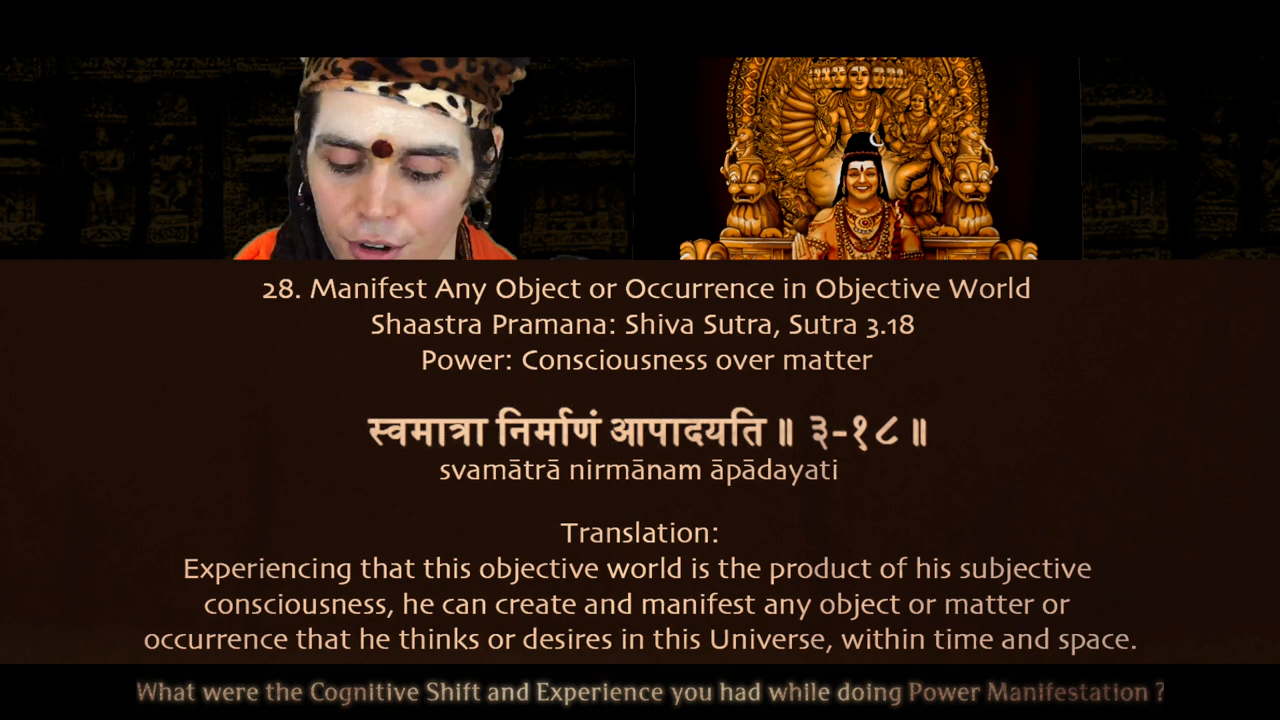 28. Manifest Any Object or Occurrence in Objective World
Shaastra Pramana: Shiva Sutra, Sutra 3.18
Power: Consciousness over matter
स्वमात्रा निर्माणं आपादयति ॥ ३-१८ ॥
svamātrā nirmānam āpādayati
Translation:
Experiencing that this objective world is the product of his subjective
consciousness, he can create and manifest any object or matter or
occurrence that he thinks or desires in this Universe, within time and space.
What were the Cognitive Shift and Experience you had while doing Power Manifestation ?